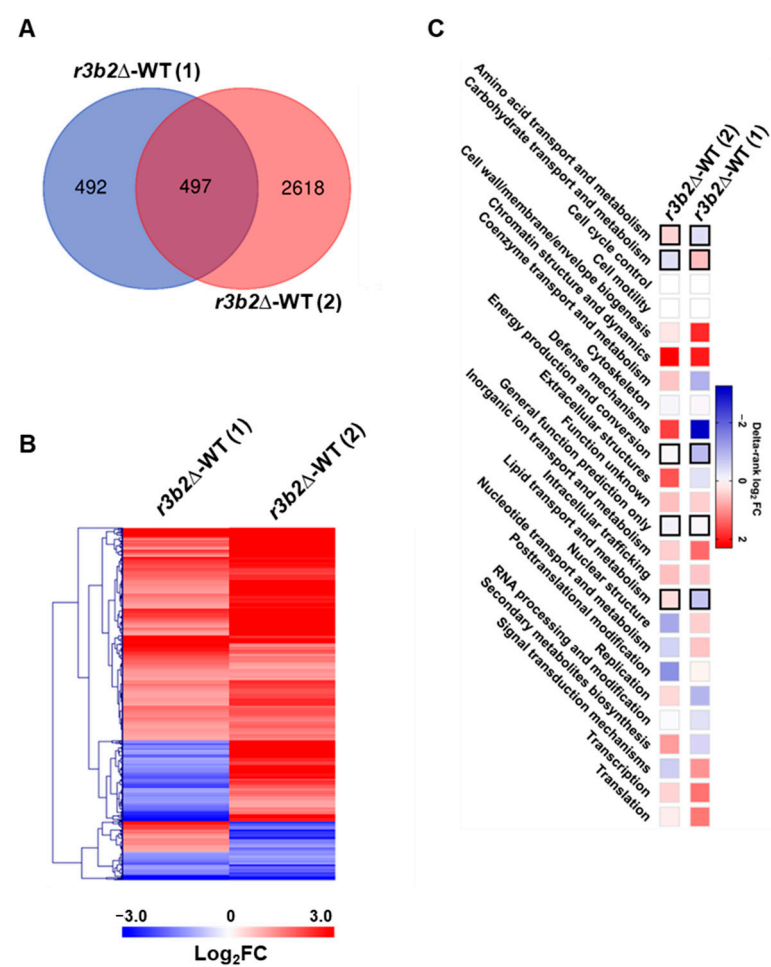 A
r3b2Δ-WT (1)
492
497
2618
r3b2Δ-WT (2)
B
r3b2Δ-WT (1)
r3b2Δ-WT (2)
−3.0
0
3.0
Log₂FC
C
r3b2Δ-WT (2)
r3b2Δ-WT (1)
Amino acid transport and metabolism
Carbohydrate transport and metabolism
Cell cycle control
Cell motility
Cell wall/membrane/envelope biogenesis
Chromatin structure and dynamics
Coenzyme transport and metabolism
Cytoskeleton
Defense mechanisms
Energy production and conversion
Extracellular structures
Function unknown
General function prediction only
Inorganic ion transport and metabolism
Intracellular trafficking
Lipid transport and metabolism
Nuclear structure
Nucleotide transport and metabolism
Posttranslational modification
Replication
RNA processing and modification
Secondary metabolites biosynthesis
Signal transduction mechanisms
Transcription
Translation
−2
0
2
Delta-rank log₂ FC